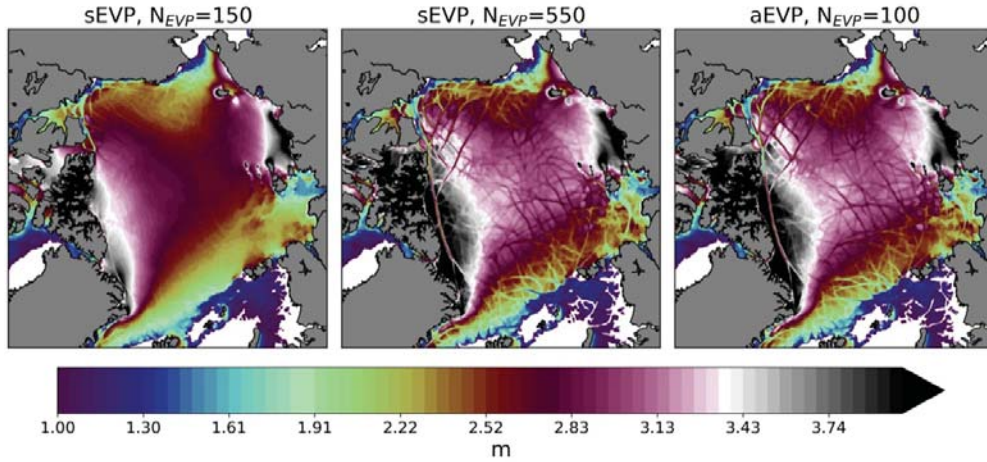 sEVP, N_EVP=150 sEVP, N_EVP=550 aEVP, N_EVP=100
1.00 1.30 1.61 1.91 2.22 2.52 2.83 3.13 3.43 3.74
m